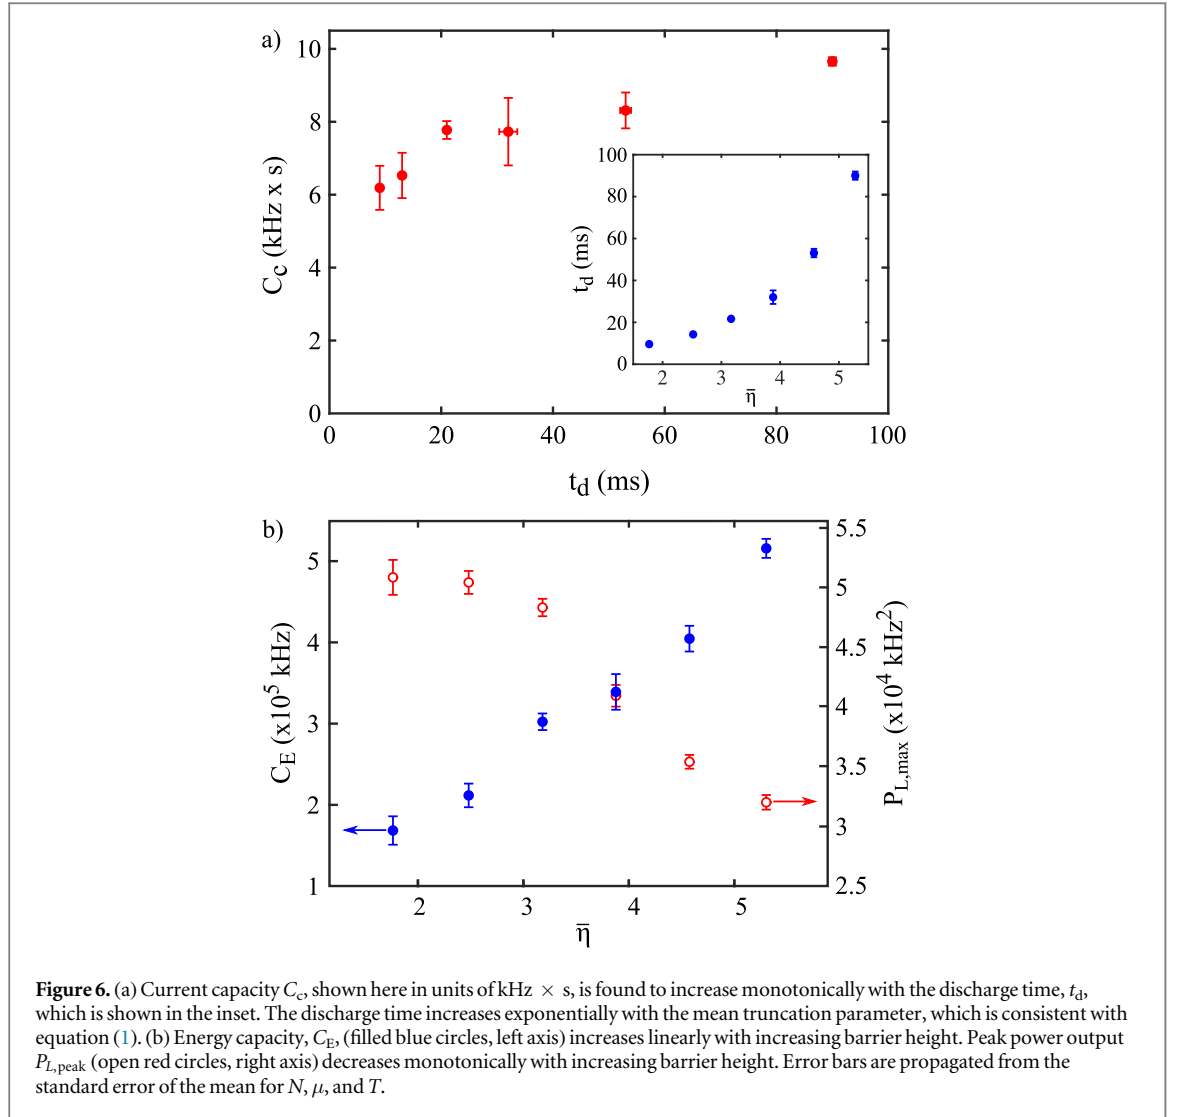 a)
10
8
6
4
2
0
C_c (kHz x s)
0 20 40 60 80 100
t_d (ms)
100
80
60
40
20
0
t_d (ms)
2 3 4 5
η̄
b)
5
4
3
2
1
C_E (x10^5 kHz)
5.5
5
4.5
4
3.5
3
2.5
P_L,max (x10^4 kHz^2)
2 3 4 5
η̄
Figure 6. (a) Current capacity C_c, shown here in units of kHz × s, is found to increase monotonically with the discharge time, t_d,
which is shown in the inset. The discharge time increases exponentially with the mean truncation parameter, which is consistent with
equation (1). (b) Energy capacity, C_E, (filled blue circles, left axis) increases linearly with increasing barrier height. Peak power output
P_L,peak (open red circles, right axis) decreases monotonically with increasing barrier height. Error bars are propagated from the
standard error of the mean for N, μ, and T.